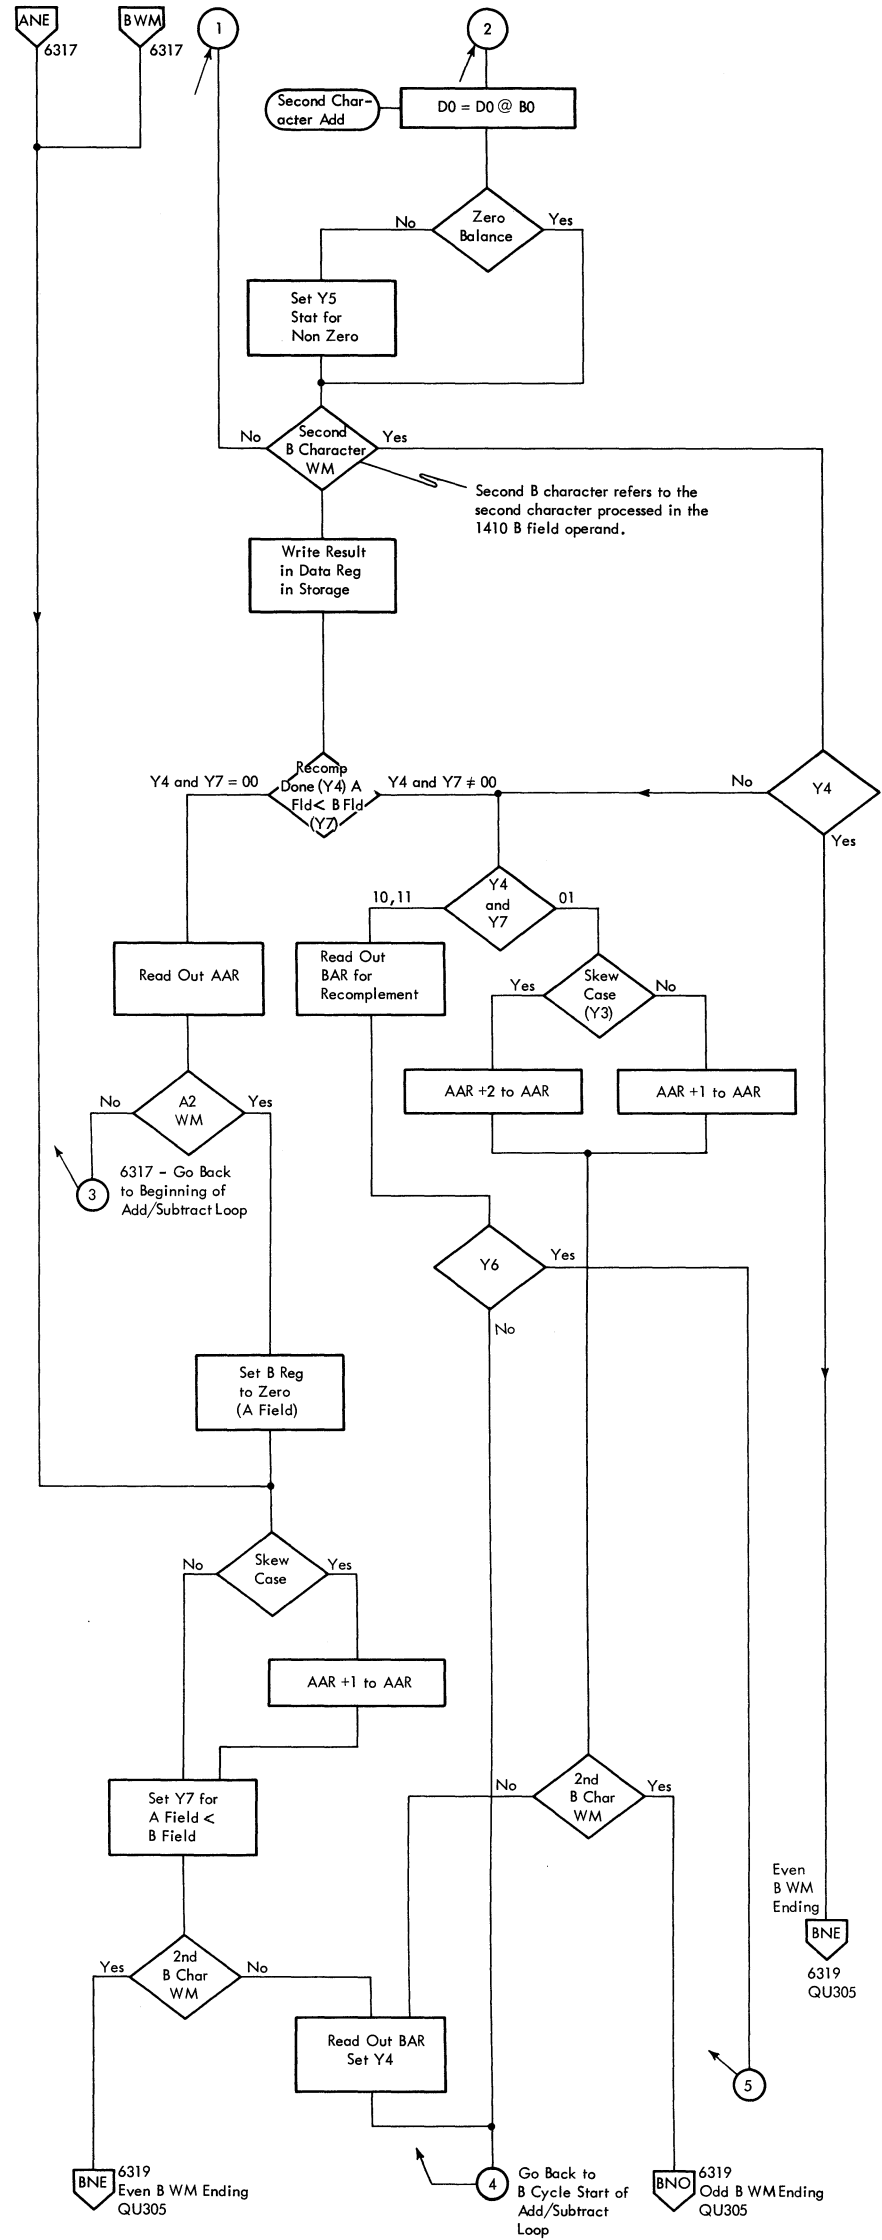 ANE
6317
BWM
6317
1
2
Second Char-
acter Add
D0 = D0 @ B0
Zero
Balance
No
Yes
Set Y5
Stat for
Non Zero
Second
B Character
WM
No
Yes
Second B character refers to the
second character processed in the
1410 B field operand.
Write Result
in Data Reg
in Storage
Recomp
Done (Y4) A
Fld < B Fld
(Y7)
Y4 and Y7 = 00
Y4 and Y7 ≠ 00
No
Y4
Yes
Y4
and
Y7
10,11
01
Read Out AAR
Read Out
BAR for
Recomplement
Skew
Case
(Y3)
Yes
No
AAR +2 to AAR
AAR +1 to AAR
A2
WM
No
Yes
3
6317 - Go Back
to Beginning of
Add/Subtract Loop
Y6
Yes
No
Set B Reg
to Zero
(A Field)
Skew
Case
No
Yes
AAR +1 to AAR
Set Y7 for
A Field <
B Field
2nd
B Char
WM
No
Yes
Even
B WM
Ending
BNE
6319
QU305
2nd
B Char
WM
Yes
No
Read Out BAR
Set Y4
5
BNE
6319
Even B WM Ending
QU305
4
Go Back to
B Cycle Start of
Add/Subtract
Loop
BNO
6319
Odd B WM Ending
QU305